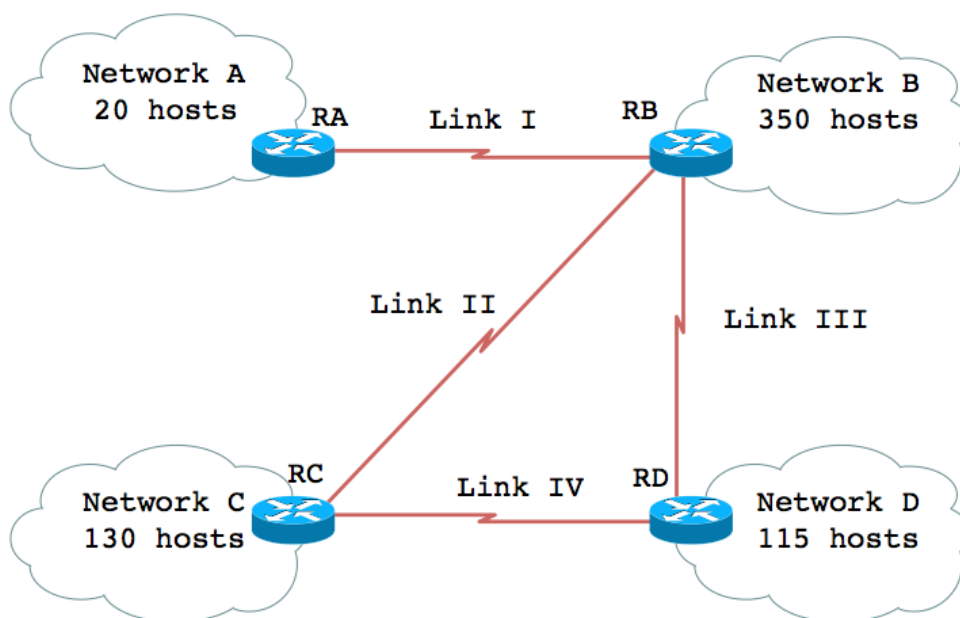 Network A
20 hosts
RA
Link I
RB
Network B
350 hosts
Link II
Link III
RC
Network C
130 hosts
Link IV
RD
Network D
115 hosts